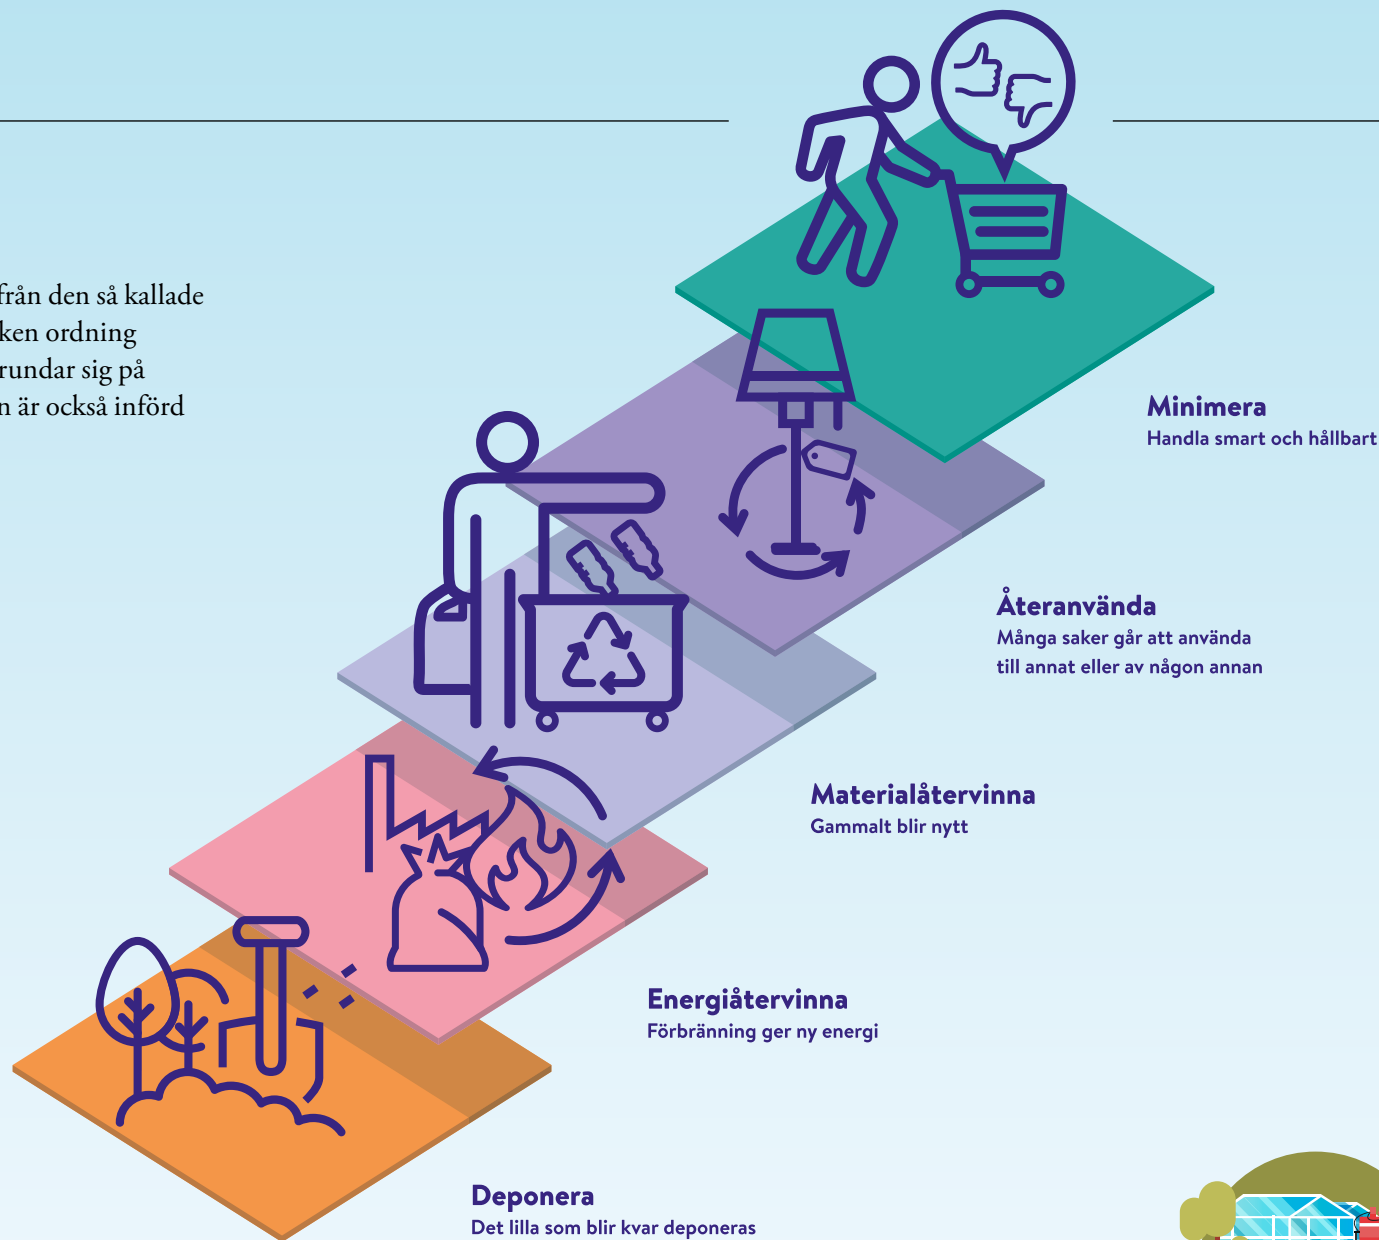 från den så kallade
ken ordning
rundar sig på
n är också införd
Minimera
Handla smart och hållbart
Återanvända
Många saker går att använda
till annat eller av någon annan
Materialåtervinna
Gammalt blir nytt
Energiåtervinna
Förbränning ger ny energi
Deponera
Det lilla som blir kvar deponeras